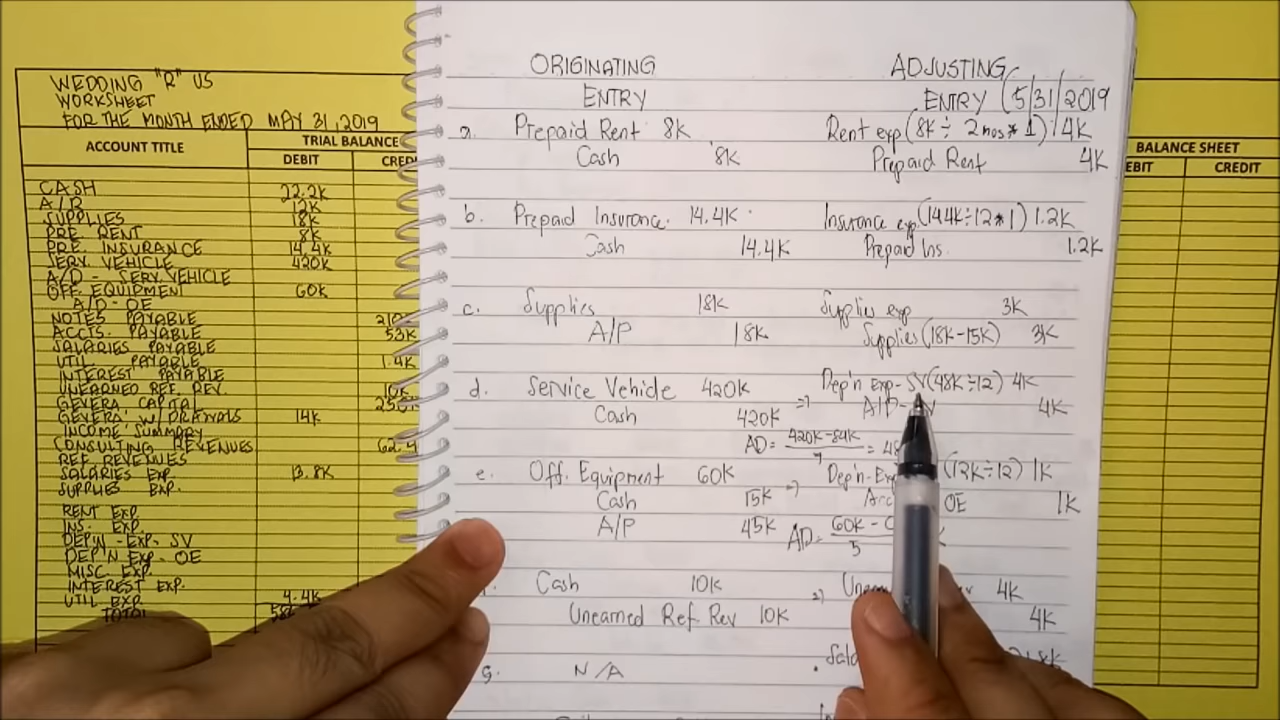 WEDDING "R" US
WORKSHEET
FOR THE MONTH ENDED MAY 31, 2019
ACCOUNT TITLE
TRIAL BALANCE
DEBIT
CASH 22.2K
A/R 12K
SUPPLIES 18K
PRE. RENT 8K
PRE. INSURANCE 14.4K
SERV. VEHICLE 420K
A/D - SERV. VEHICLE
OFF. EQUIPMENT 60K
A/D-OE
NOTES PAYABLE
ACCTS. PAYABLE 53K
SALARIES PAYABLE
UTIL PAYABLE 1.4K
INTEREST PAYABLE
UNEARNED REF. REV. 10K
GEVERA, CAPITAL
GEVERA, W/DRAWALS 14K
INCOME SUMMARY
CONSULTING REVENUES
REF. REVENUES
SALARIES EXP. 13.8K
SUPPLIES EXP.
RENT EXP.
INS. EXP.
DEP'N - EXP. SV
DEP'N EXP. - OE
MISC. EXP.
INTEREST EXP.
UTIL. EXP. 4.4K
TOTAL
ORIGINATING
ENTRY
ADJUSTING
ENTRY (5/31/2019
a. Prepaid Rent 8K
Cash 8K
Rent exp (8K ÷ 2mos * 1) 4K
Prepaid Rent 4K
b. Prepaid Insurance. 14.4K
Cash 14.4K
Insurance exp (14.4K÷12*1) 1.2K
Prepaid Ins. 1.2K
c. Supplies 18K
A/P 18K
Supplies exp 3K
Supplies (18K-15K) 3K
d. Service Vehicle 420K
Cash 420K
Dep'n Exp- SV (48K÷12) 4K
A/D- 4K
AD = 420K-84K =
7
e. Off. Equipment 60K
Cash 15K
A/P 45K
Dep'n- (12K÷12) 1K
OE 1K
AD = 60K -
5
Cash 10K
Unearned Ref Rev 10K
4K
4K
g. N/A
BALANCE SHEET
CREDIT